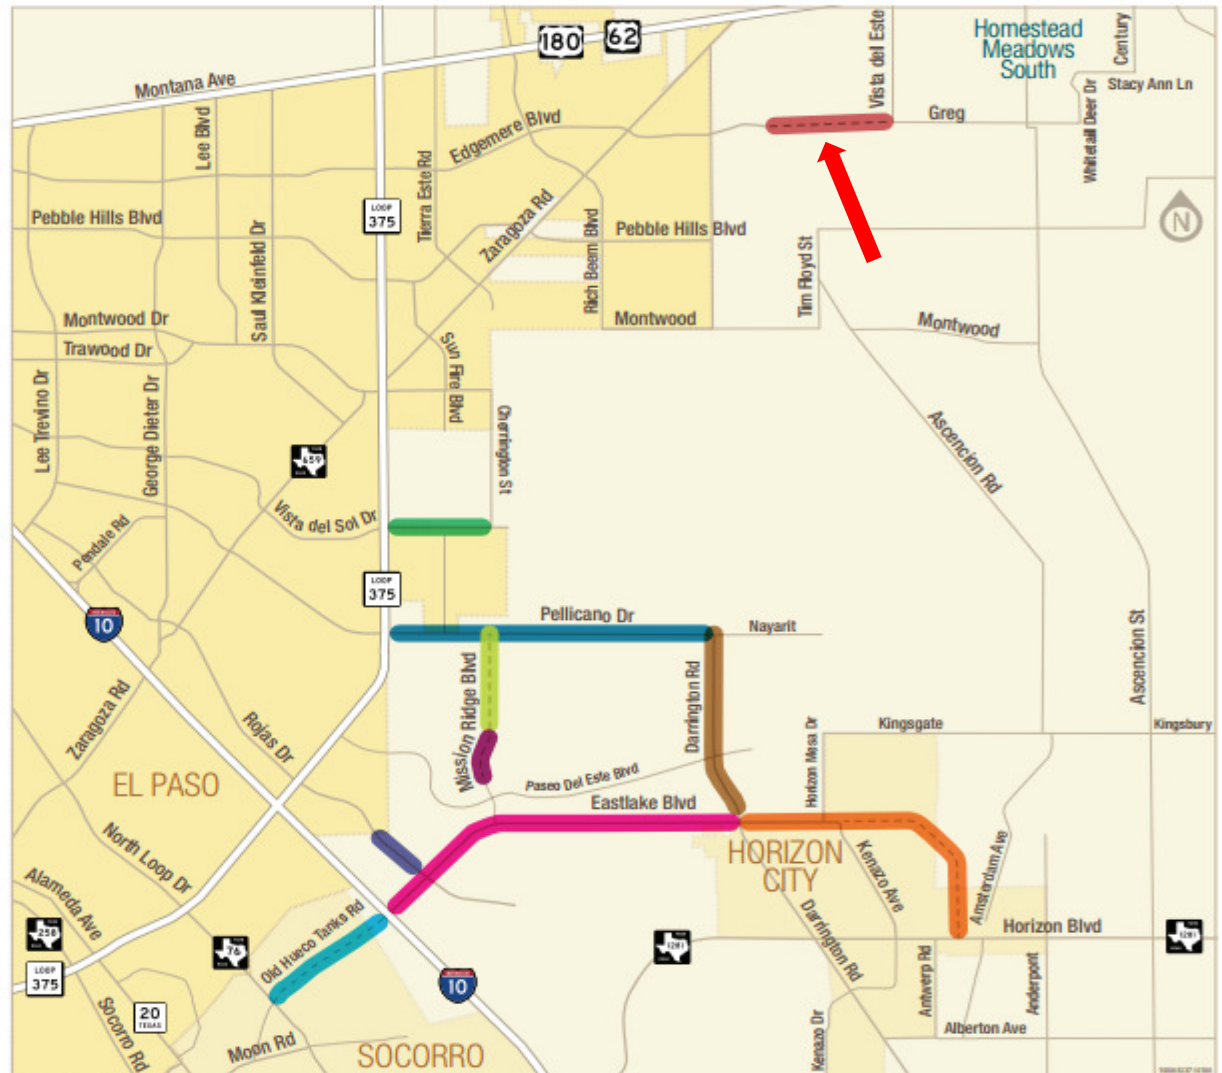 180
62
Vista del Este
Homestead
Meadows
South
Century
Montana Ave
Stacy Ann Ln
Whitetail Deer Dr
Greg
Lee Blvd
Edgemere Blvd
Tierra Este Rd
LOOP
375
Pebble Hills Blvd
Zaragoza Rd
Rich Beem Blvd
Pebble Hills Blvd
N
Saul Kleinfeld Dr
Tim Floyd St
Montwood Dr
Montwood
Montwood
Trawood Dr
Sun Fire Blvd
Lee Trevino Dr
George Dieter Dr
Cherrington St
Ascencion Rd
659
Vista del Sol Dr
Pendale Rd
LOOP
375
10
Pellicano Dr
Nayarit
Ascencion St
Mission Ridge Blvd
Darrington Rd
Zaragoza Rd
Rojas Dr
Horizon Mesa Dr
Kingsgate
Kingsbury
EL PASO
Paseo Del Este Blvd
Eastlake Blvd
North Loop Dr
HORIZON
CITY
Kenazo Ave
Amsterdam Ave
Alameda Ave
Old Hueco Tanks Rd
Darrington Rd
Horizon Blvd
258
76
1281
1281
LOOP
375
10
Antwerp Rd
Anderpont
20
TEXAS
Socorro Rd
Moon Rd
SOCORRO
Kenazo Dr
Alberton Ave